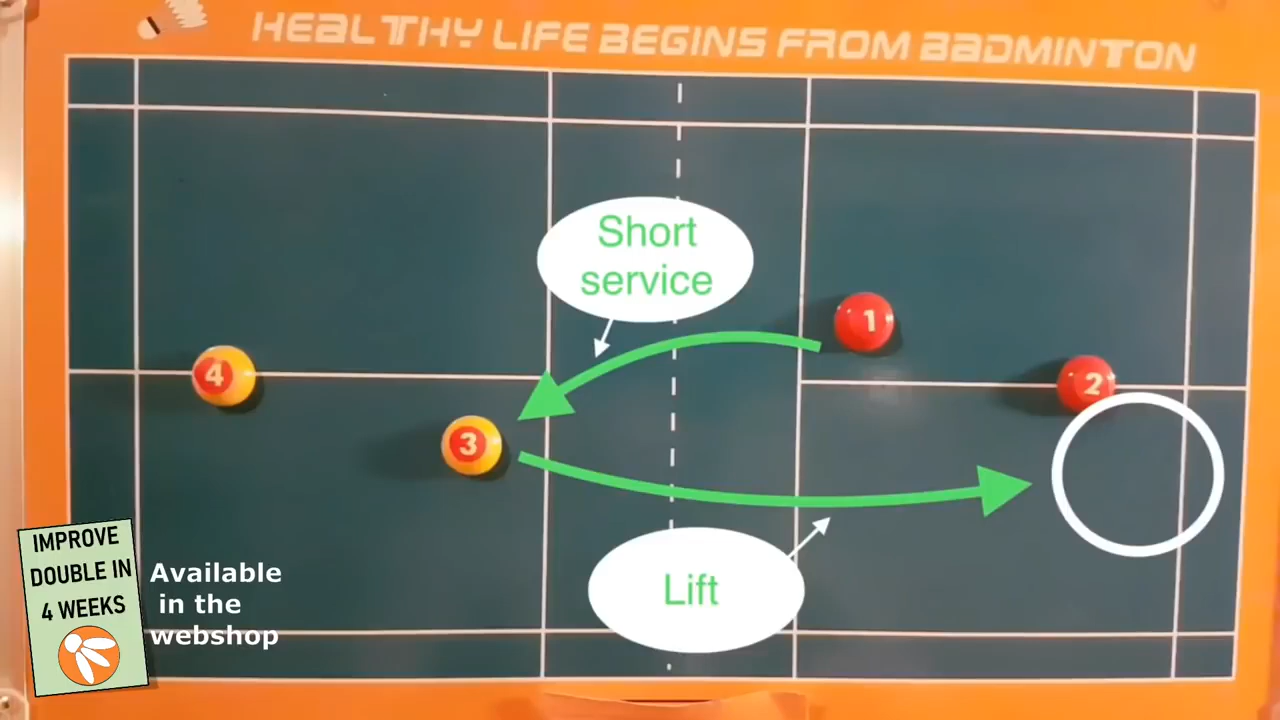 HEALTHY LIFE BEGINS FROM BADMINTON
Short
service
1
2
4
3
Lift
IMPROVE
DOUBLE IN
4 WEEKS
Available
in the
webshop